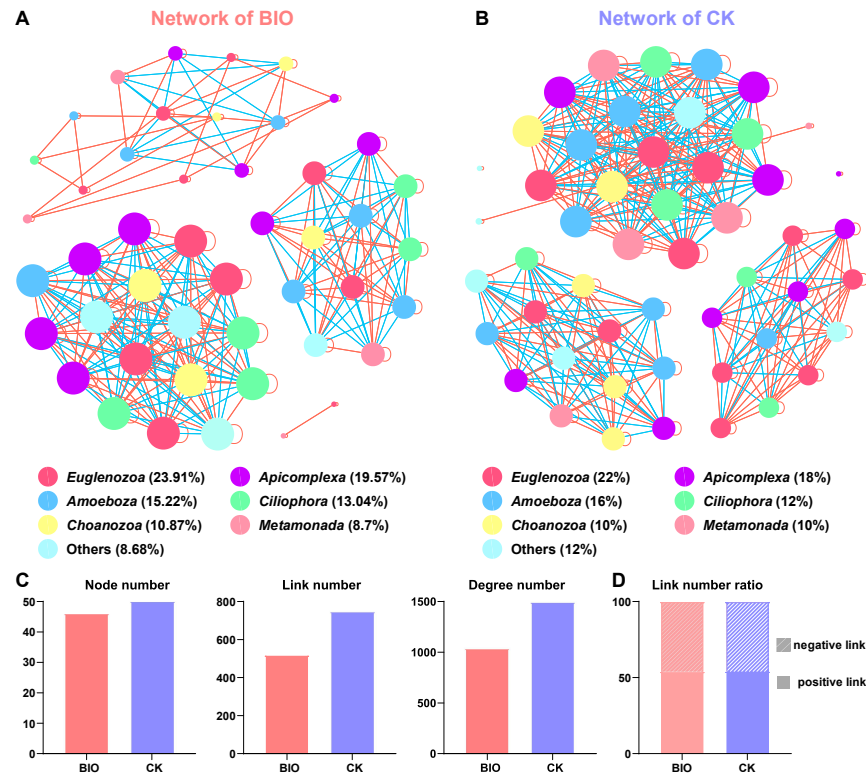 A
Network of BIO
B
Network of CK
Euglenozoa (23.91%)
Apicomplexa (19.57%)
Amoeboza (15.22%)
Ciliophora (13.04%)
Choanozoa (10.87%)
Metamonada (8.7%)
Others (8.68%)
Euglenozoa (22%)
Apicomplexa (18%)
Amoeboza (16%)
Ciliophora (12%)
Choanozoa (10%)
Metamonada (10%)
Others (12%)
C
Node number
50
40
30
20
10
0
BIO
CK
Link number
800
600
400
200
0
BIO
CK
Degree number
1500
1000
500
0
BIO
CK
D
Link number ratio
100
50
0
BIO
CK
negative link
positive link